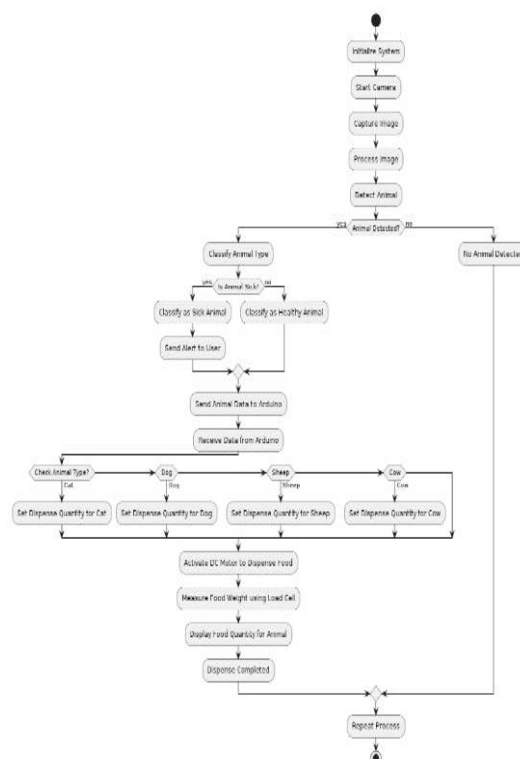 Initialize System
Start Camera
Capture Image
Process Image
Detect Animal
yes
Animal Detected?
no
Classify Animal Type
No Animal Detected
yes
Is Animal Sick?
no
Classify as Sick Animal
Classify as Healthy Animal
Send Alert to User
Send Animal Data to Arduino
Receive Data from Arduino
Check Animal Type?
Dog
Sheep
Cow
Cat
Dog
Sheep
Cow
Set Dispense Quantity for Cat
Set Dispense Quantity for Dog
Set Dispense Quantity for Sheep
Set Dispense Quantity for Cow
Activate DC Motor to Dispense Food
Measure Food Weight using Load Cell
Display Food Quantity for Animal
Dispense Completed
Repeat Process